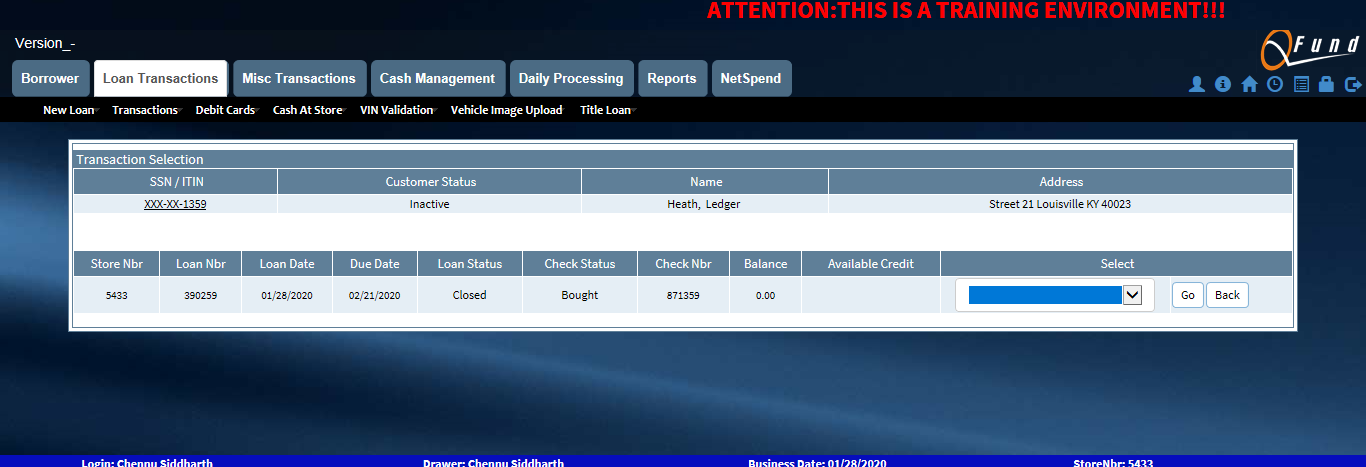 ATTENTION:THIS IS A TRAINING ENVIRONMENT!!!
Version_-
QFund
Borrower Loan Transactions Misc Transactions Cash Management Daily Processing Reports NetSpend
New Loan Transactions Debit Cards Cash At Store VIN Validation Vehicle Image Upload Title Loan
Transaction Selection
SSN / ITIN Customer Status Name Address
XXX-XX-1359 Inactive Heath, Ledger Street 21 Louisville KY 40023
Store Nbr Loan Nbr Loan Date Due Date Loan Status Check Status Check Nbr Balance Available Credit Select
5433 390259 01/28/2020 02/21/2020 Closed Bought 871359 0.00 Go Back
Login: Chennu Siddharth Drawer: Chennu Siddharth Business Date: 01/28/2020 StoreNbr: 5433